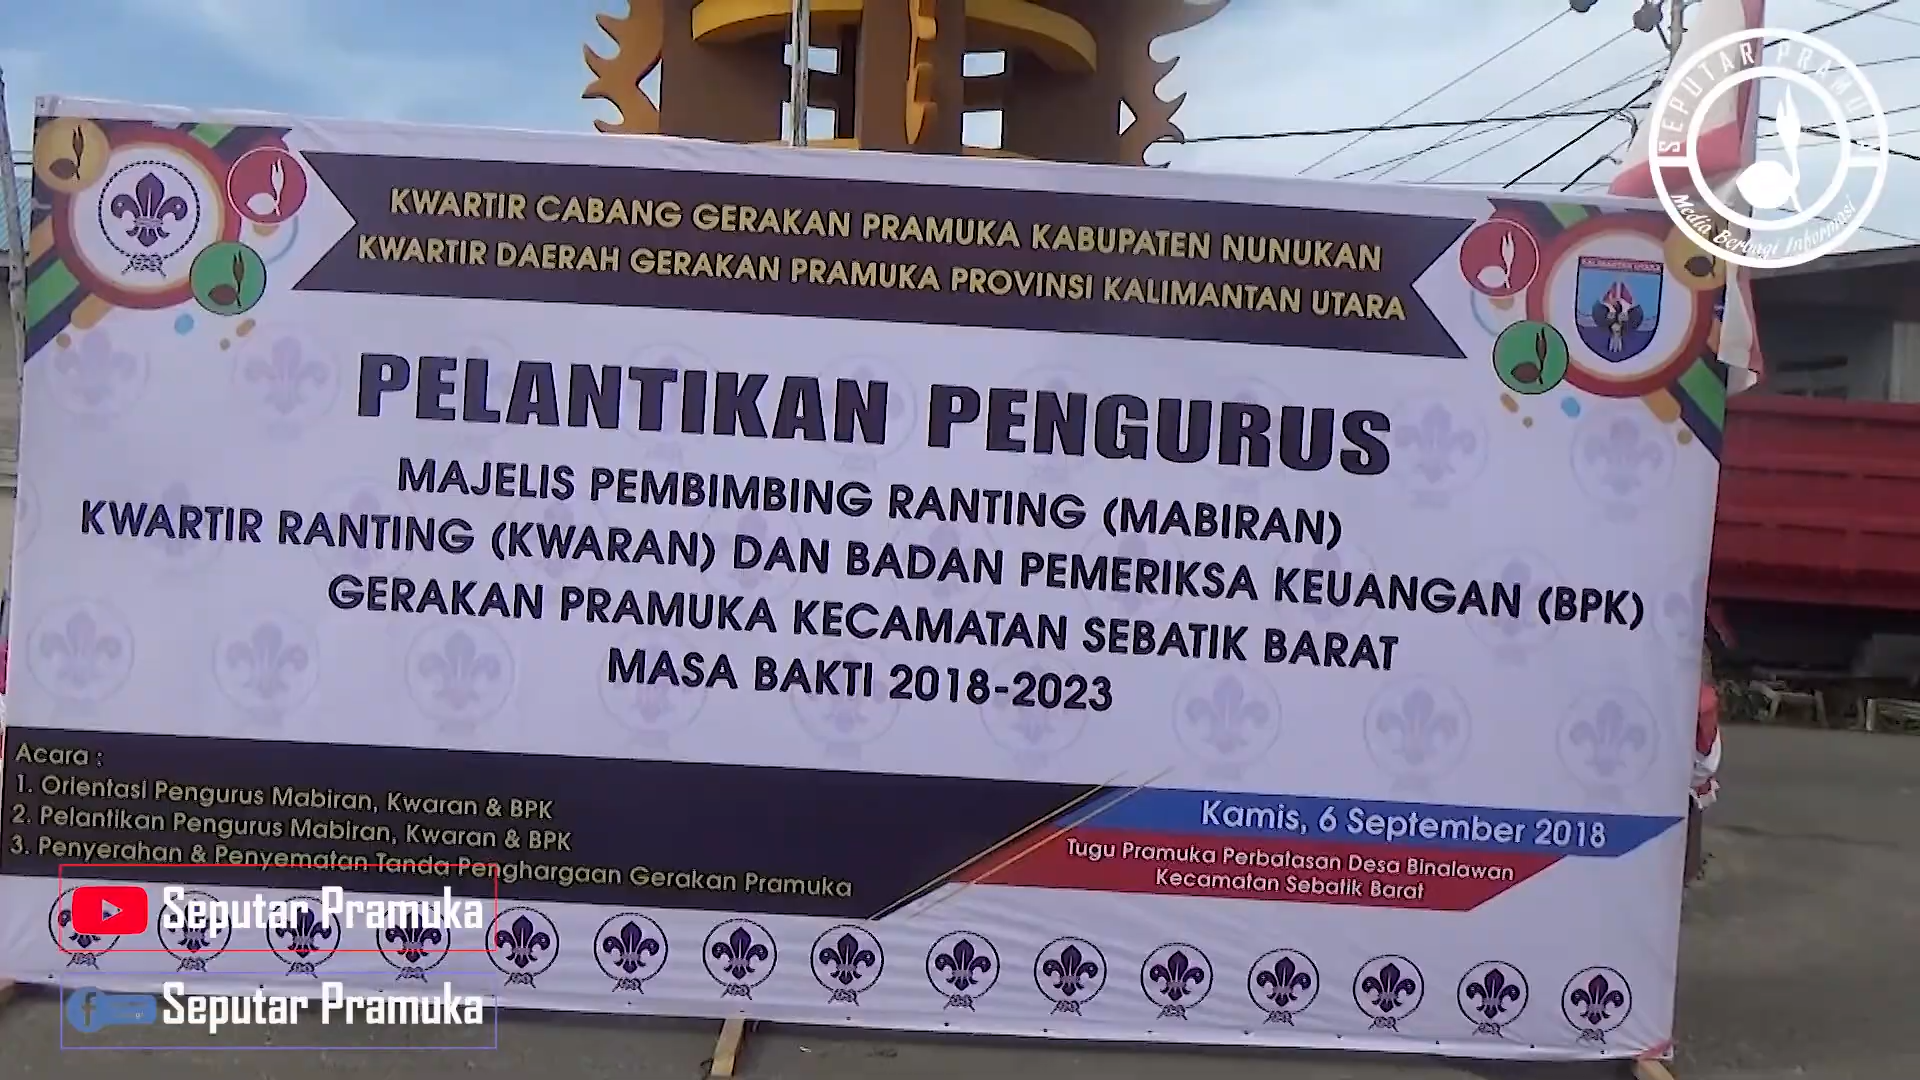 SEPUTAR PRAMUKA
Media Berbagi Informasi
KWARTIR CABANG GERAKAN PRAMUKA KABUPATEN NUNUKAN
KWARTIR DAERAH GERAKAN PRAMUKA PROVINSI KALIMANTAN UTARA
KALIMANTAN UTARA
PELANTIKAN PENGURUS
MAJELIS PEMBIMBING RANTING (MABIRAN)
KWARTIR RANTING (KWARAN) DAN BADAN PEMERIKSA KEUANGAN (BPK)
GERAKAN PRAMUKA KECAMATAN SEBATIK BARAT
MASA BAKTI 2018-2023
Acara :
1. Orientasi Pengurus Mabiran, Kwaran & BPK
2. Pelantikan Pengurus Mabiran, Kwaran & BPK
3. Penyerahan & Penyematan Tanda Penghargaan Gerakan Pramuka
Kamis, 6 September 2018
Tugu Pramuka Perbatasan Desa Binalawan
Kecamatan Sebatik Barat
Seputar Pramuka
Seputar Pramuka